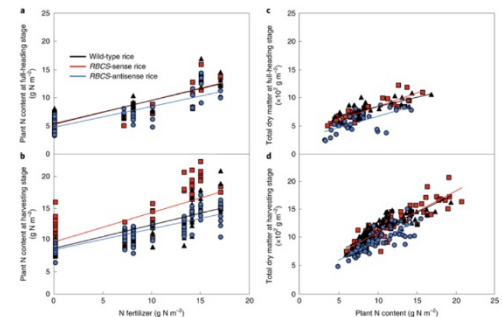 a
Plant N content at full-heading stage
(g N m⁻²)
25
20
15
10
5
0
Wild-type rice
RBCS-sense rice
RBCS-antisense rice
b
Plant N content at harvesting stage
(g N m⁻²)
20
15
10
5
0
0
5
10
15
20
N fertilizer (g N m⁻²)
c
Total dry matter at full-heading stage
(×10² g m⁻²)
25
20
15
10
5
0
d
Total dry matter at harvesting stage
(×10² g m⁻²)
20
15
10
5
0
0
5
10
15
20
25
Plant N content (g N m⁻²)